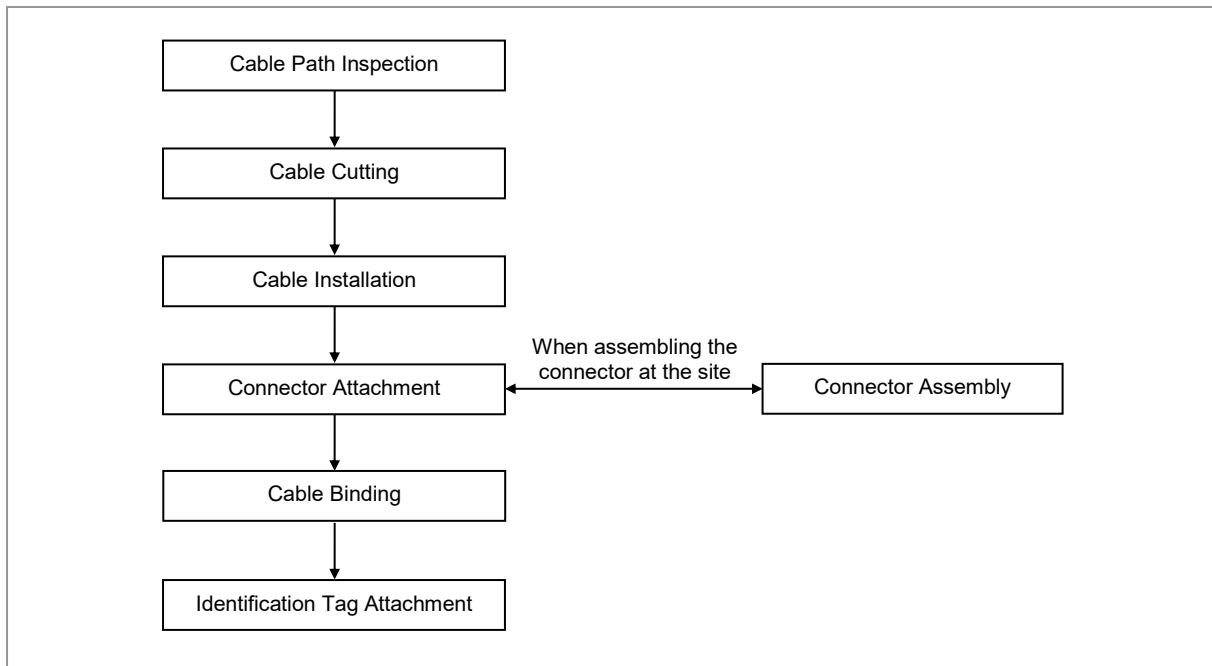 Cable Path Inspection
Cable Cutting
Cable Installation
When assembling the
connector at the site
Connector Attachment
Connector Assembly
Cable Binding
Identification Tag Attachment